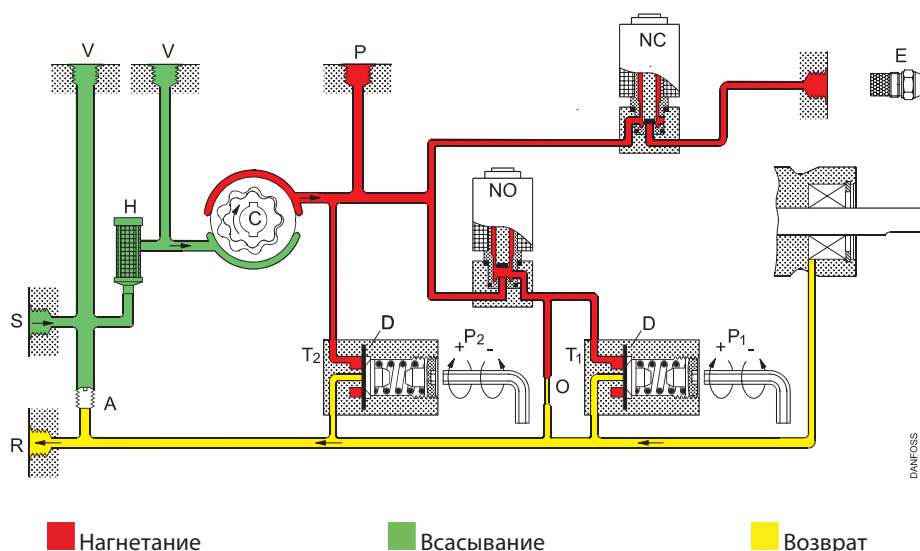 V V P NC E
NO
H
C
S
T2 D P2 + - T1 D P1 + -
A O
R
DANFOSS
Нагнетание Всасывание Возврат